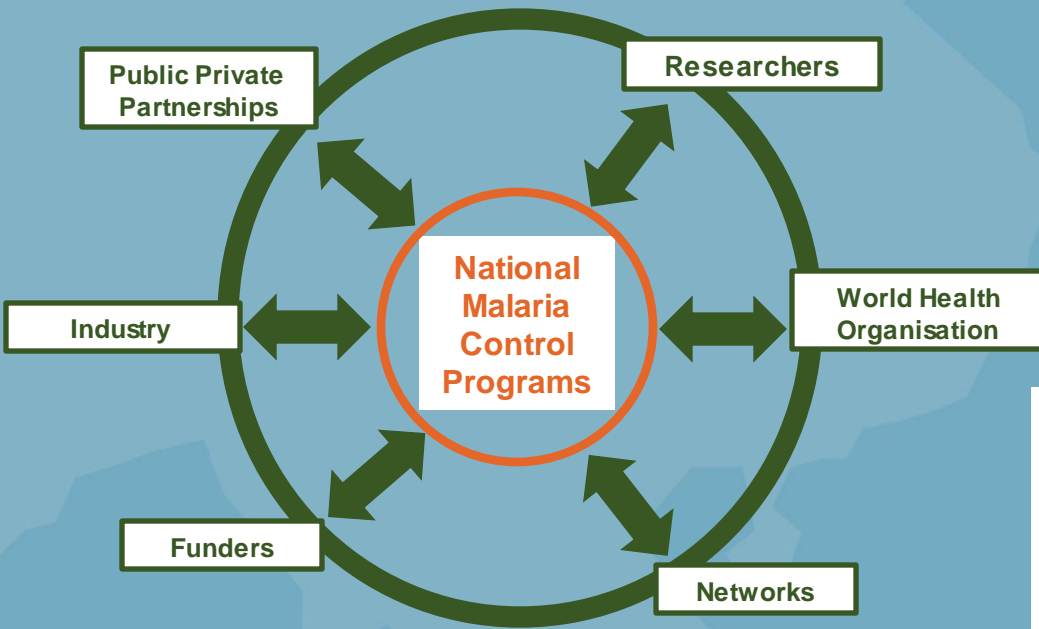 Public Private
Partnerships
Researchers
National
Malaria
Control
Programs
Industry
World Health
Organisation
Funders
Networks